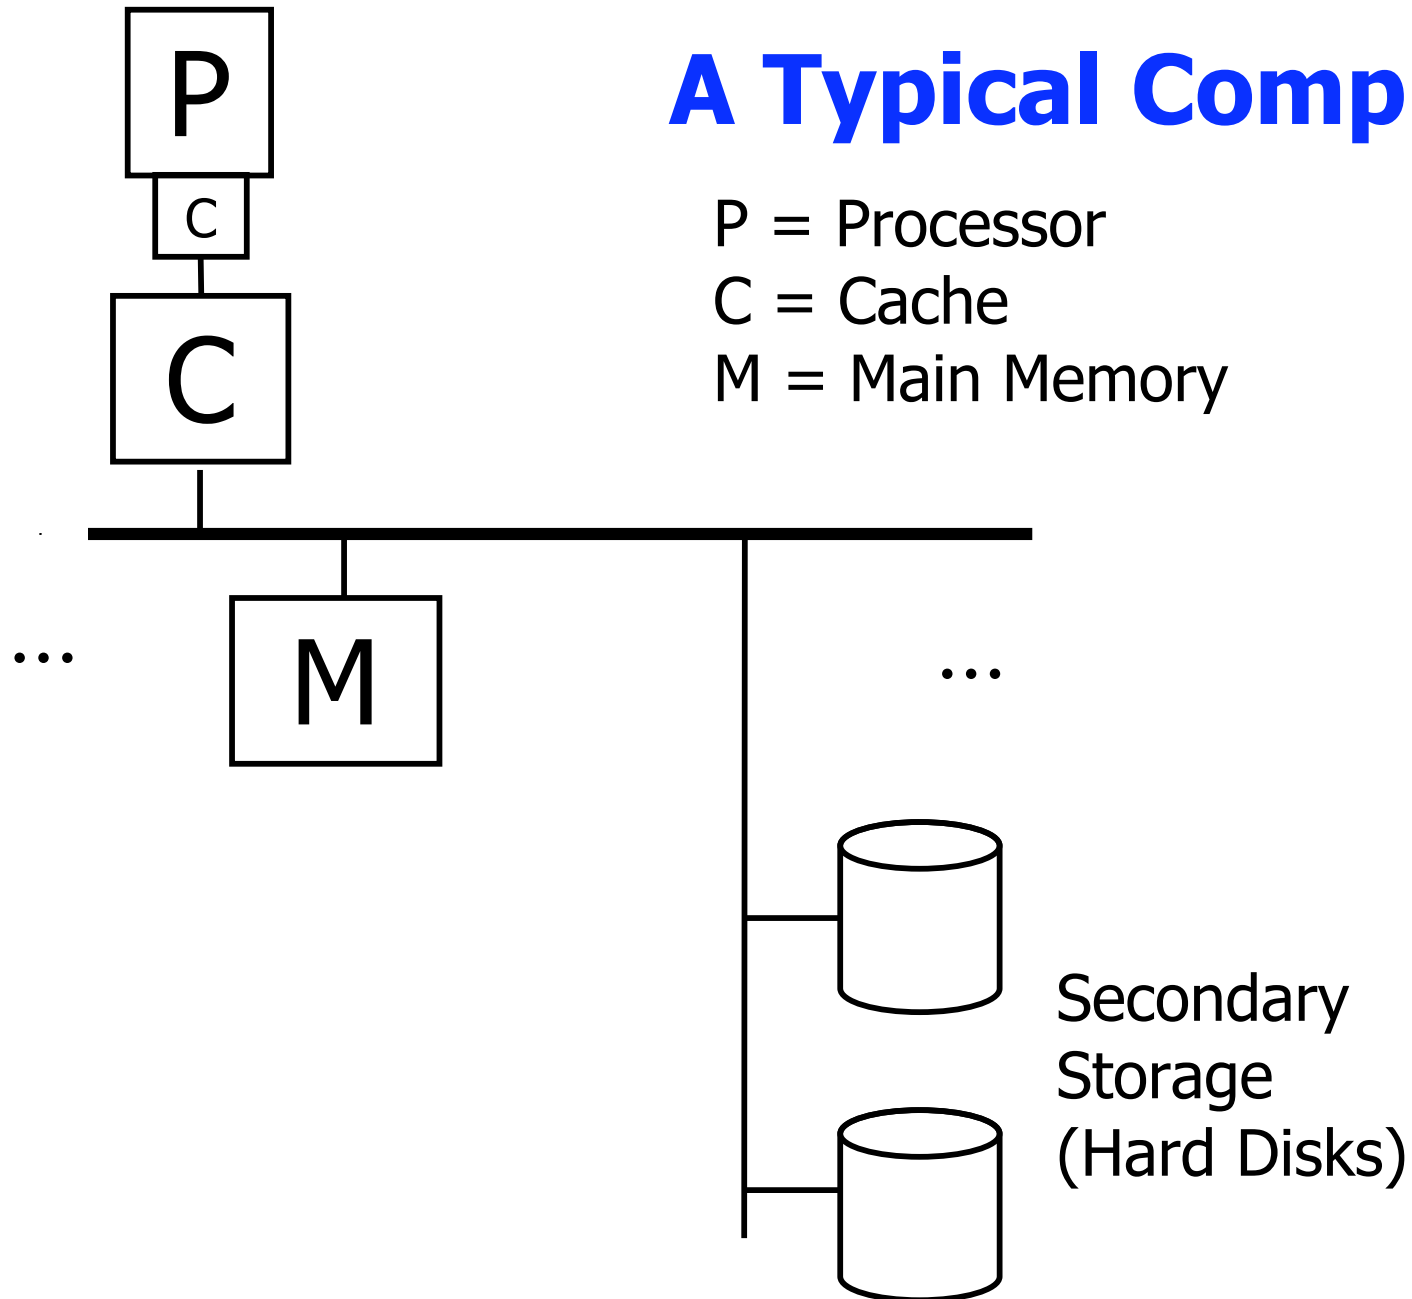 P
A Typical Comp
C
P = Processor
C = Cache
M = Main Memory
C
...
M
...
Secondary
Storage
(Hard Disks)